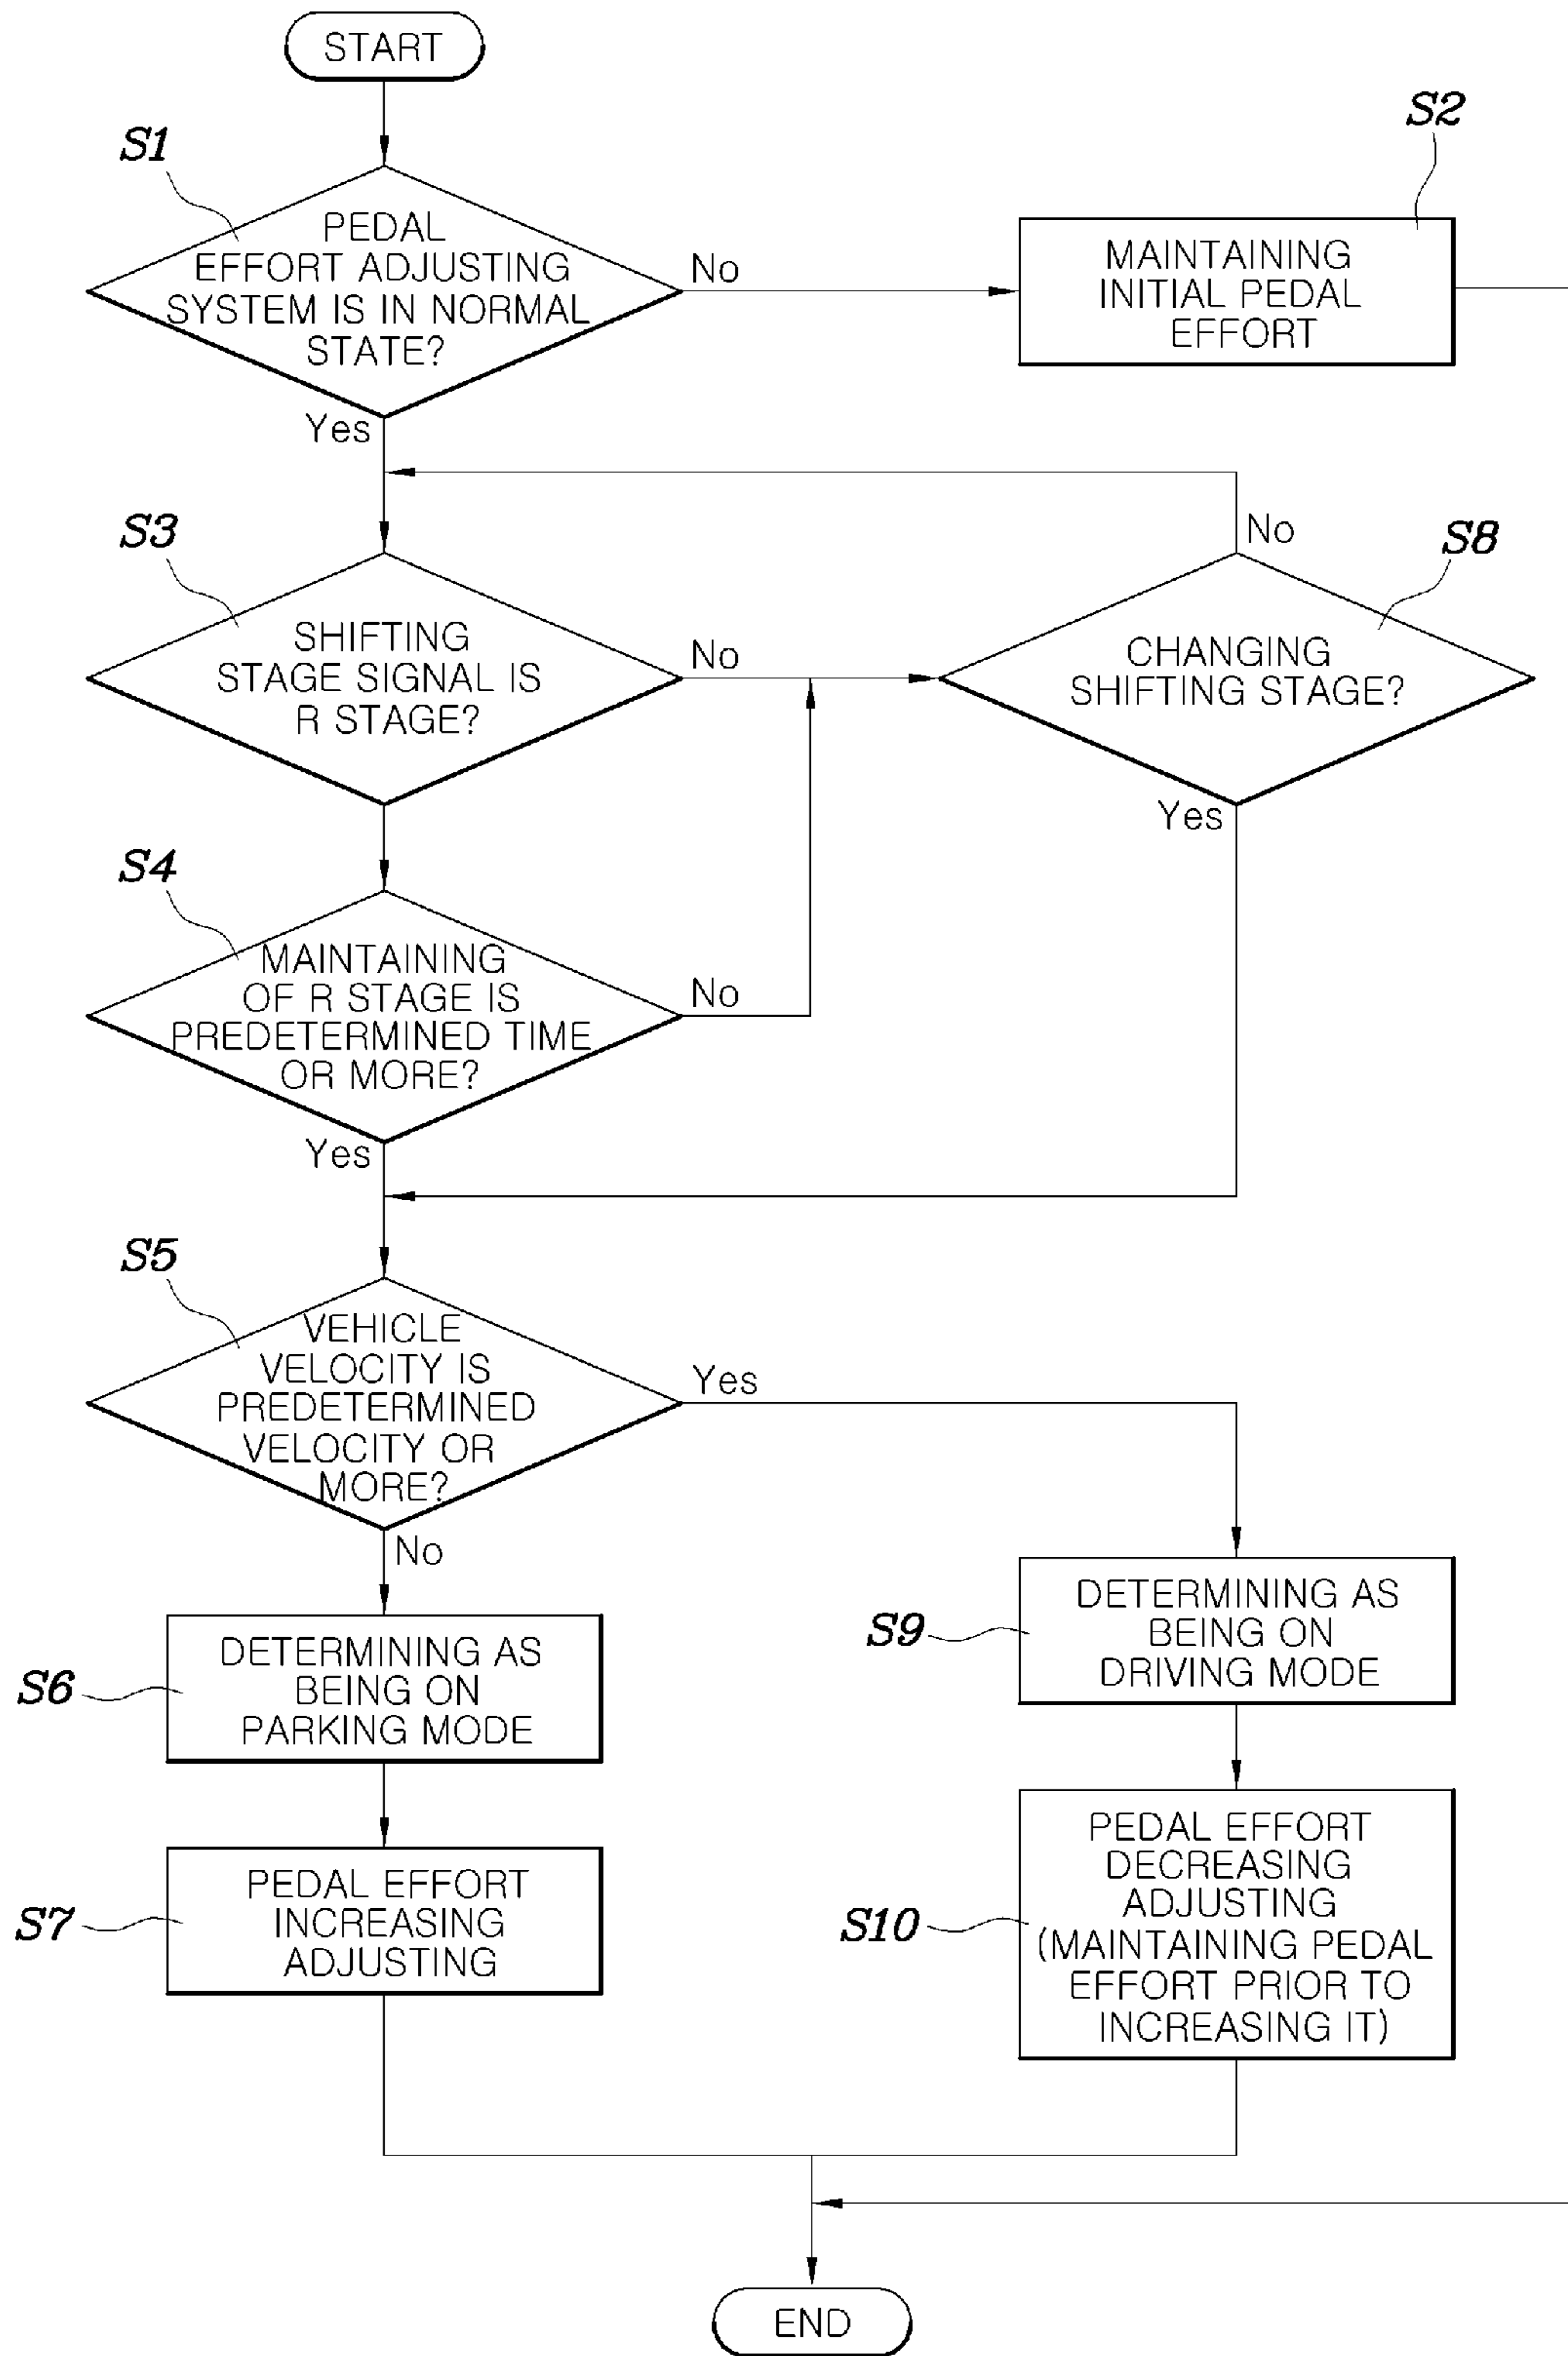 START
S1
PEDAL
EFFORT ADJUSTING
SYSTEM IS IN NORMAL
STATE?
No
Yes
S2
MAINTAINING
INITIAL PEDAL
EFFORT
S3
SHIFTING
STAGE SIGNAL IS
R STAGE?
No
S8
No
CHANGING
SHIFTING STAGE?
Yes
S4
MAINTAINING
OF R STAGE IS
PREDETERMINED TIME
OR MORE?
No
Yes
S5
VEHICLE
VELOCITY IS
PREDETERMINED
VELOCITY OR
MORE?
Yes
No
S6
DETERMINING AS
BEING ON
PARKING MODE
S9
DETERMINING AS
BEING ON
DRIVING MODE
S7
PEDAL EFFORT
INCREASING
ADJUSTING
S10
PEDAL EFFORT
DECREASING
ADJUSTING
(MAINTAINING PEDAL
EFFORT PRIOR TO
INCREASING IT)
END